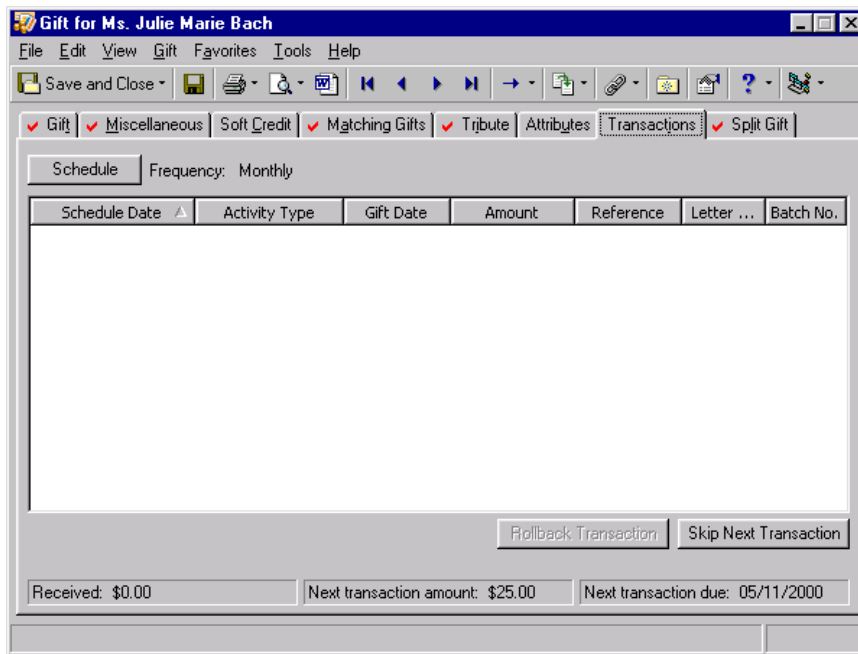 Gift for Ms. Julie Marie Bach
File Edit View Gift Favorites Tools Help
Save and Close
Gift Miscellaneous Soft Credit Matching Gifts Tribute Attributes Transactions Split Gift
Schedule Frequency: Monthly
Schedule Date Activity Type Gift Date Amount Reference Letter ... Batch No.
Rollback Transaction Skip Next Transaction
Received: $0.00 Next transaction amount: $25.00 Next transaction due: 05/11/2000